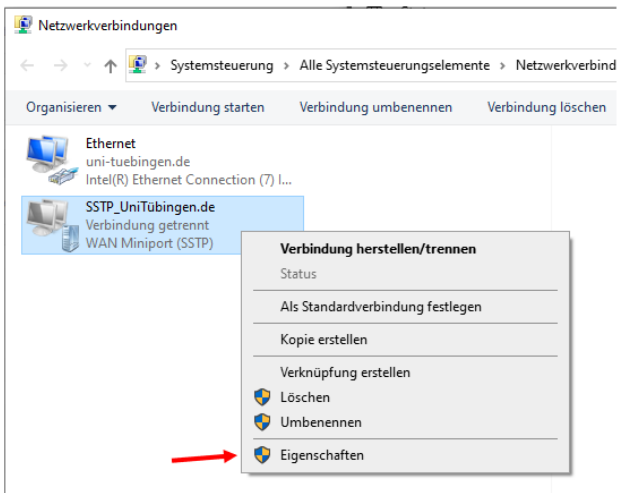 Netzwerkverbindungen
Systemsteuerung > Alle Systemsteuerungselemente > Netzwerkverbind
Organisieren Verbindung starten Verbindung umbenennen Verbindung löschen
Ethernet
uni-tuebingen.de
Intel(R) Ethernet Connection (7) I...
SSTP_UniTübingen.de
Verbindung getrennt
WAN Miniport (SSTP)
Verbindung herstellen/trennen
Status
Als Standardverbindung festlegen
Kopie erstellen
Verknüpfung erstellen
Löschen
Umbenennen
Eigenschaften